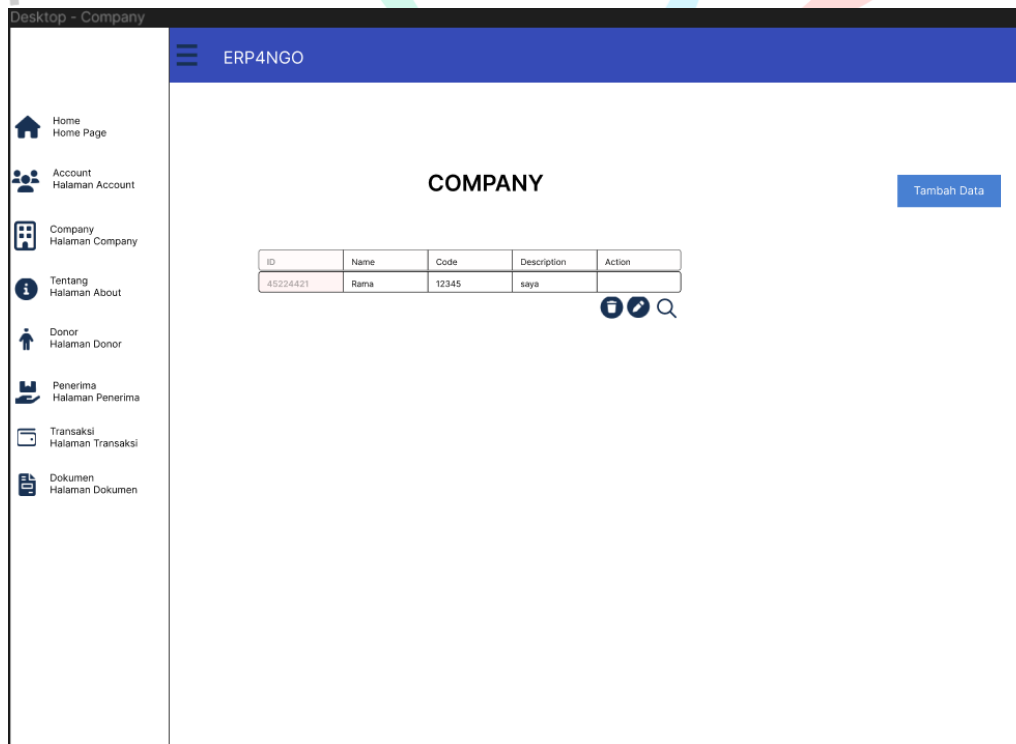 Desktop - Company
ERP4NGO
Home
Home Page
Account
Halaman Account
Company
Halaman Company
Tentang
Halaman About
Donor
Halaman Donor
Penerima
Halaman Penerima
Transaksi
Halaman Transaksi
Dokumen
Halaman Dokumen
COMPANY
Tambah Data
ID Name Code Description Action
45224421 Rama 12345 saya